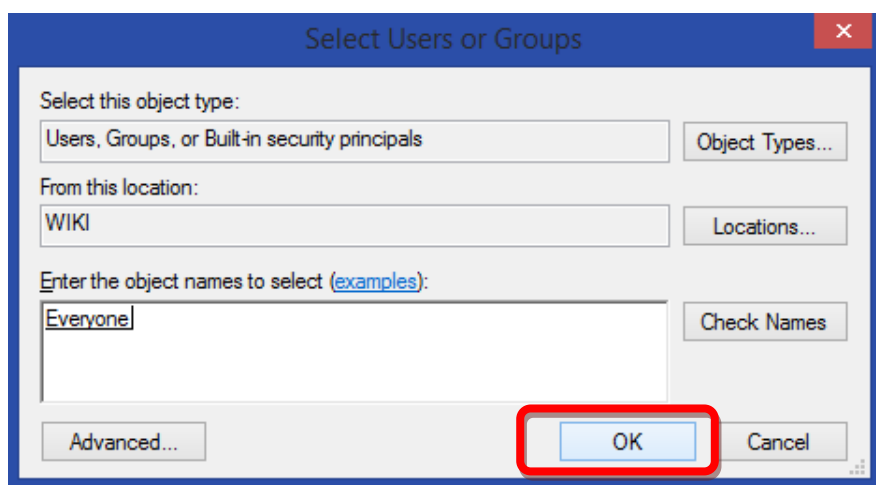 Select Users or Groups
Select this object type:
Users, Groups, or Built-in security principals
Object Types...
From this location:
WIKI
Locations...
Enter the object names to select (examples):
Everyone
Check Names
Advanced...
OK
Cancel